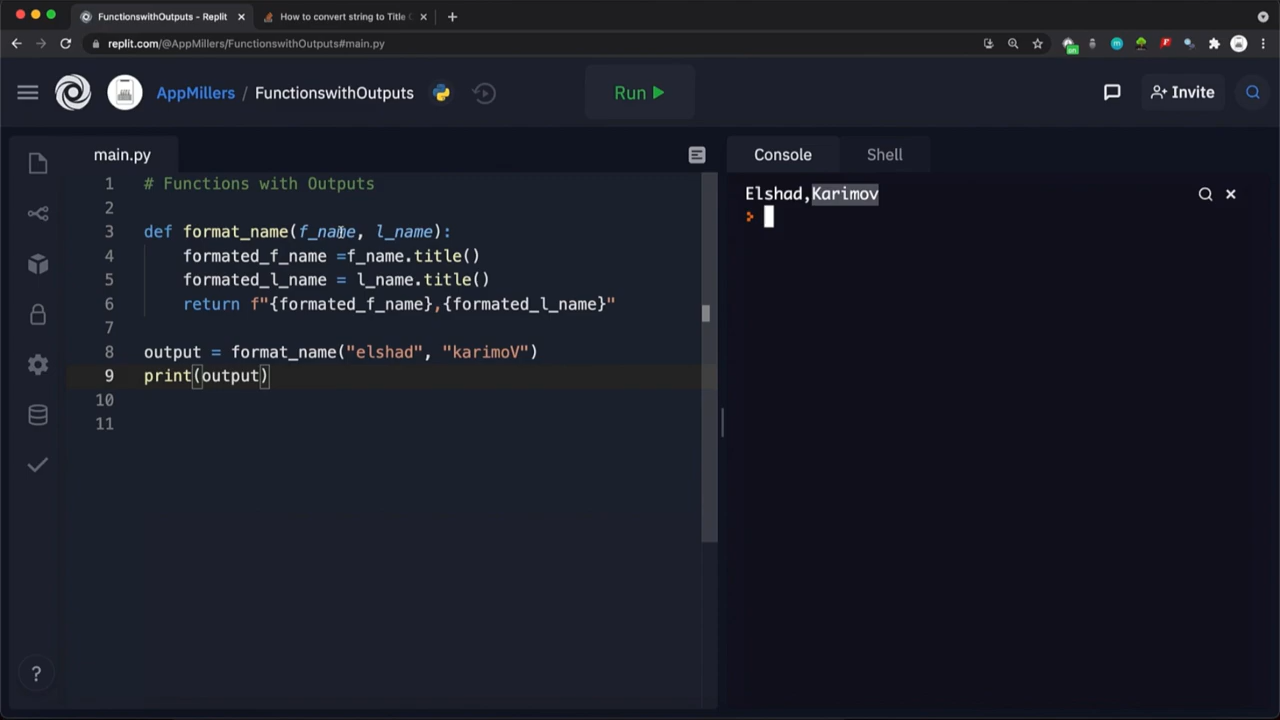 FunctionswithOutputs - Replit
How to convert string to Title
replit.com/@AppMillers/FunctionswithOutputs#main.py
AppMillers / FunctionswithOutputs
Run
Invite
main.py
Console
Shell
1 # Functions with Outputs
2
3 def format_name(f_name, l_name):
4 formated_f_name =f_name.title()
5 formated_l_name = l_name.title()
6 return f"{formated_f_name},{formated_l_name}"
7
8 output = format_name("elshad", "karimoV")
9 print(output)
10
11
Elshad,Karimov
?